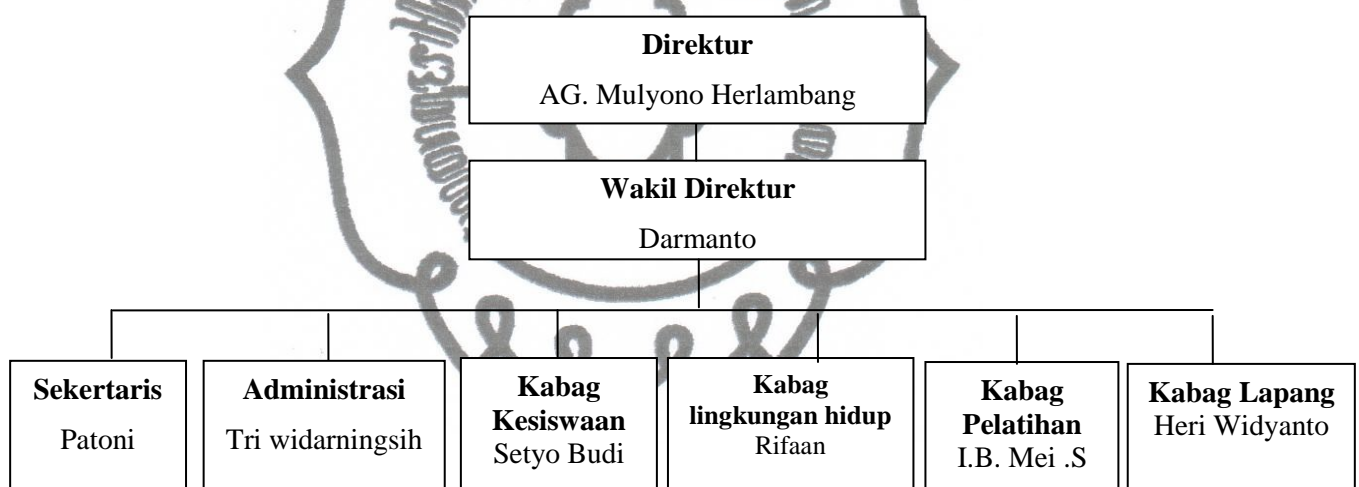 Direktur
AG. Mulyono Herlambang
Wakil Direktur
Darmanto
Sekertaris
Patoni
Administrasi
Tri widarningsih
Kabag
Kesiswaan
Setyo Budi
Kabag
lingkungan hidup
Rifaan
Kabag
Pelatihan
I.B. Mei .S
Kabag Lapang
Heri Widyanto